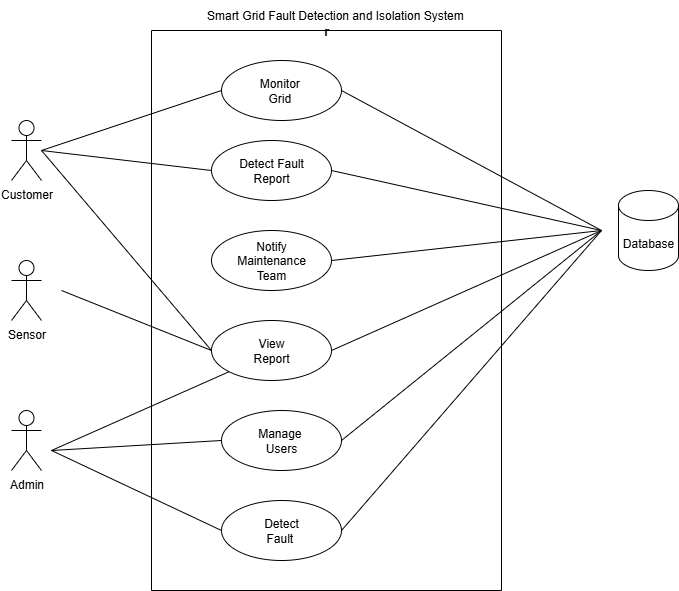 Smart Grid Fault Detection and Isolation System
r
Monitor
Grid
Detect Fault
Report
Customer
Notify
Maintenance
Team
Database
Sensor
View
Report
Manage
Users
Admin
Detect
Fault